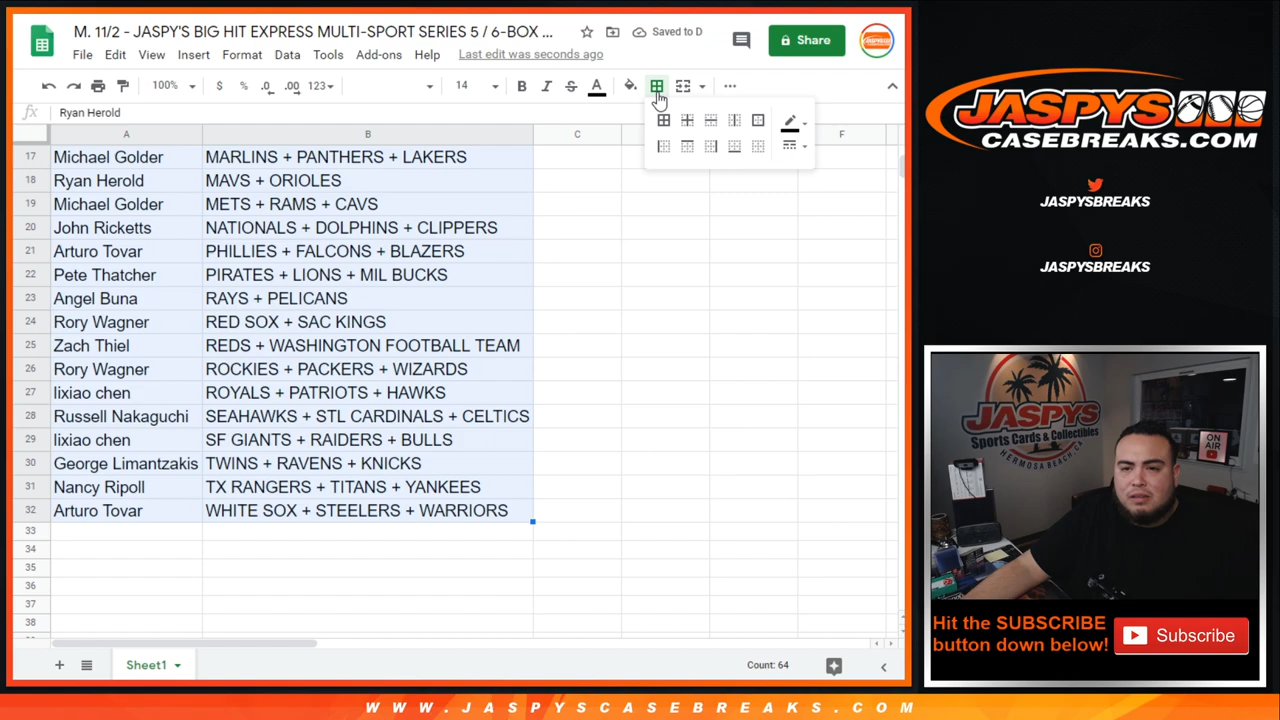 M. 11/2 - JASPY'S BIG HIT EXPRESS MULTI-SPORT SERIES 5 / 6-BOX ...
Saved to D
Share
File Edit View Insert Format Data Tools Add-ons Help Last edit was seconds ago
100% $ % .0 .00 123 14 B I S A
fx Ryan Herold
A B C F
17 Michael Golder MARLINS + PANTHERS + LAKERS
18 Ryan Herold MAVS + ORIOLES
19 Michael Golder METS + RAMS + CAVS
20 John Ricketts NATIONALS + DOLPHINS + CLIPPERS
21 Arturo Tovar PHILLIES + FALCONS + BLAZERS
22 Pete Thatcher PIRATES + LIONS + MIL BUCKS
23 Angel Buna RAYS + PELICANS
24 Rory Wagner RED SOX + SAC KINGS
25 Zach Thiel REDS + WASHINGTON FOOTBALL TEAM
26 Rory Wagner ROCKIES + PACKERS + WIZARDS
27 lixiao chen ROYALS + PATRIOTS + HAWKS
28 Russell Nakaguchi SEAHAWKS + STL CARDINALS + CELTICS
29 lixiao chen SF GIANTS + RAIDERS + BULLS
30 George Limantzakis TWINS + RAVENS + KNICKS
31 Nancy Ripoll TX RANGERS + TITANS + YANKEES
32 Arturo Tovar WHITE SOX + STEELERS + WARRIORS
33
34
35
36
37
38
Sheet1
Count: 64
JASPYS
CASEBREAKS.COM
JASPYSBREAKS
JASPYSBREAKS
JASPYS
Sports Cards & Collectibles
HERMOSA BEACH, CA
ON AIR
Hit the SUBSCRIBE
button down below!
Subscribe
WWW.JASPYSCASEBREAKS.COM